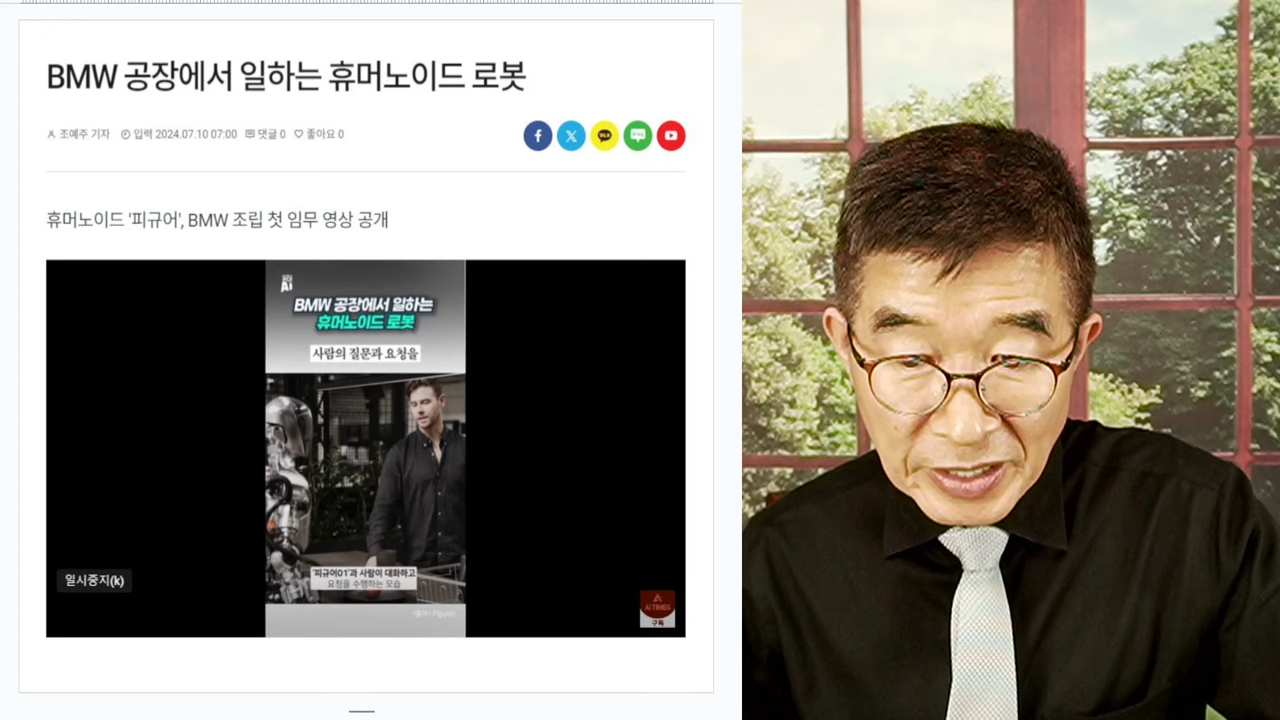 BMW 공장에서 일하는 휴머노이드 로봇
조예주 기자 입력 2024.07.10 07:00 댓글 0 좋아요 0
f X TALK
휴머노이드 '피규어', BMW 조립 첫 임무 영상 공개
AI
BMW 공장에서 일하는
휴머노이드 로봇
사람의 질문과 요청을
일시중지(k)
'피규어01'과 사람이 대화하고
요청을 수행하는 모습
AI TIMES
구독